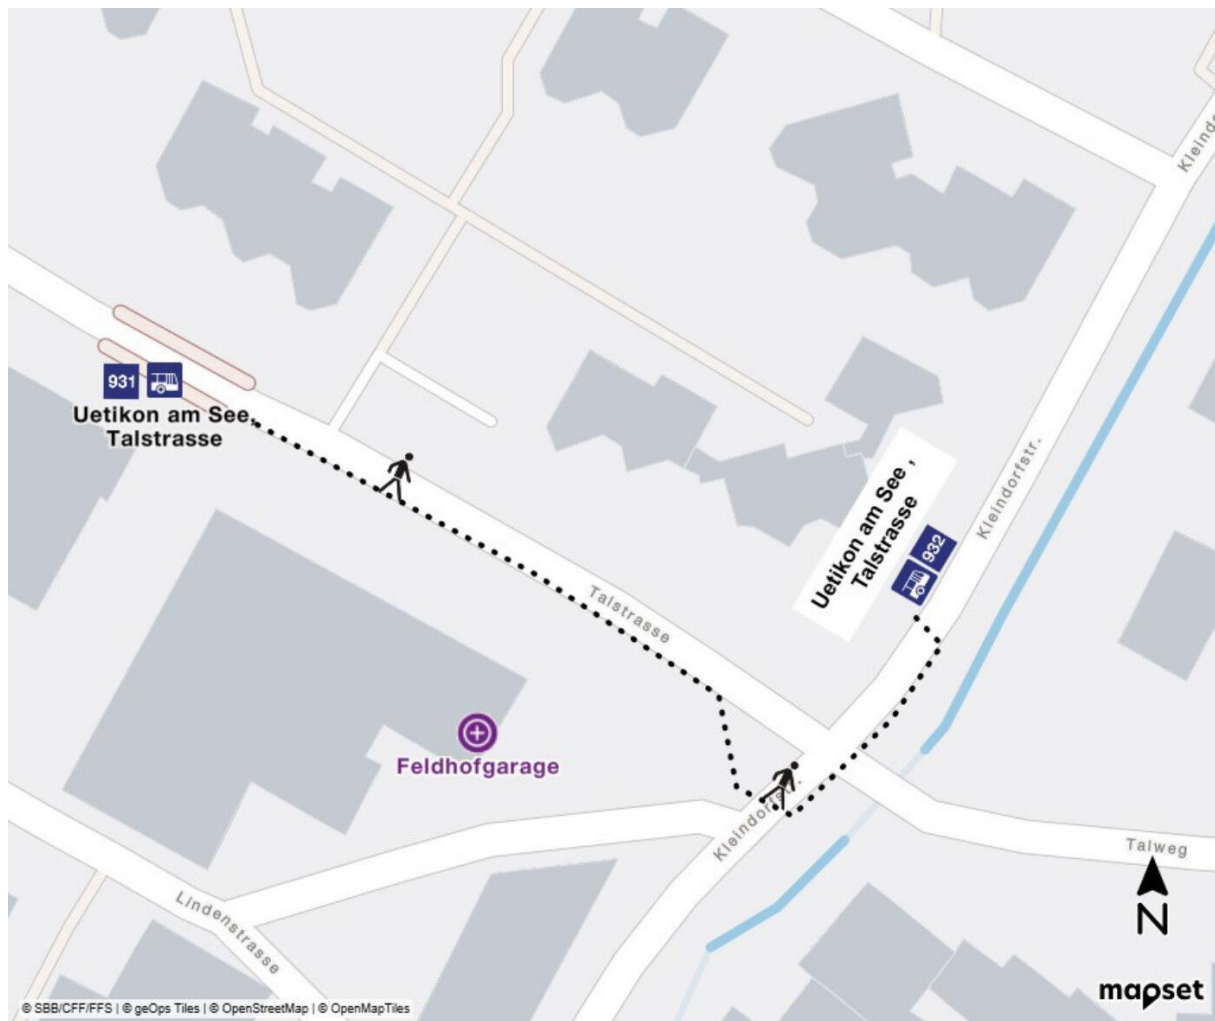 Kleindo
931
Uetikon am See,
Talstrasse
Uetikon am See ,
Talstrasse
932
Kleindorfstr.
Talstrasse
Feldhofgarage
Kleindorfstr.
Talweg
Lindenstrasse
N
mapset
© SBB/CFF/FFS | © geOps Tiles | © OpenStreetMap | © OpenMapTiles